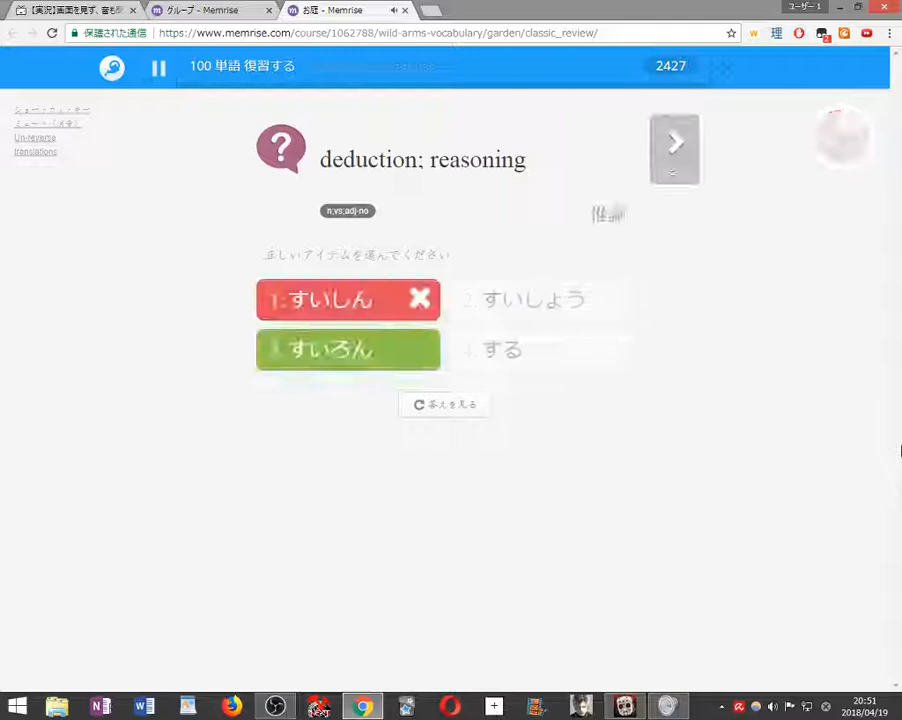 【実況】画面を見ず、音も聞
グループ - Memrise
お庭 - Memrise
ユーザー 1
保護された通信
https://www.memrise.com/course/1062788/wild-arms-vocabulary/garden/classic_review/
100 単語 復習する
2427
Un-reverse
translations
?
deduction; reasoning
n;vs;adj-no
正しいアイテムを選んでください
1. すいしん
2. すいしょう
3. すいろん
4. する
答えを見る
20:51
2018/04/19